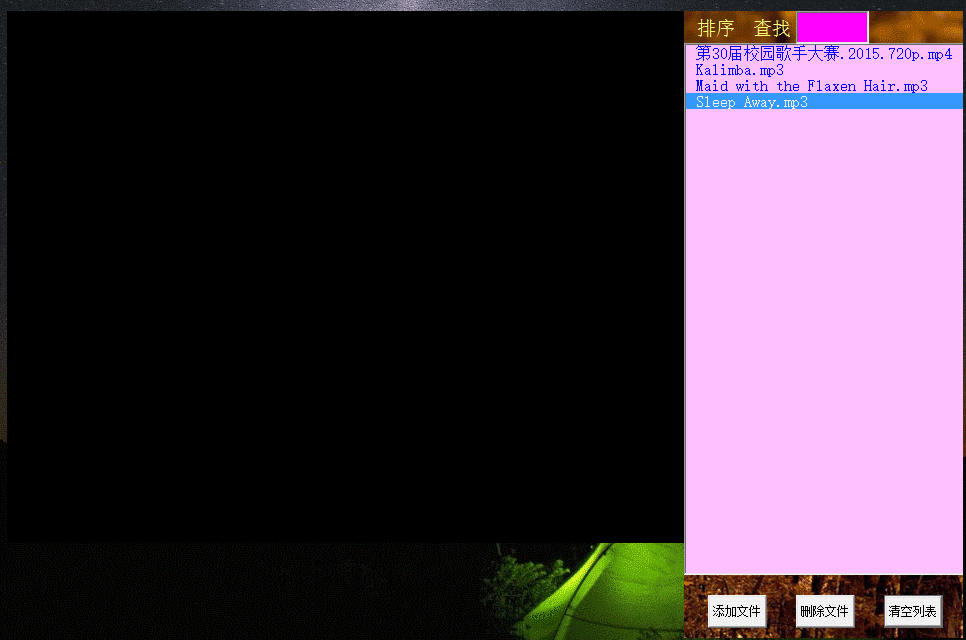 排序 查找
第30届校园歌手大赛.2015.720p.mp4
Kalimba.mp3
Maid with the Flaxen Hair.mp3
Sleep Away.mp3
添加文件 删除文件 清空列表